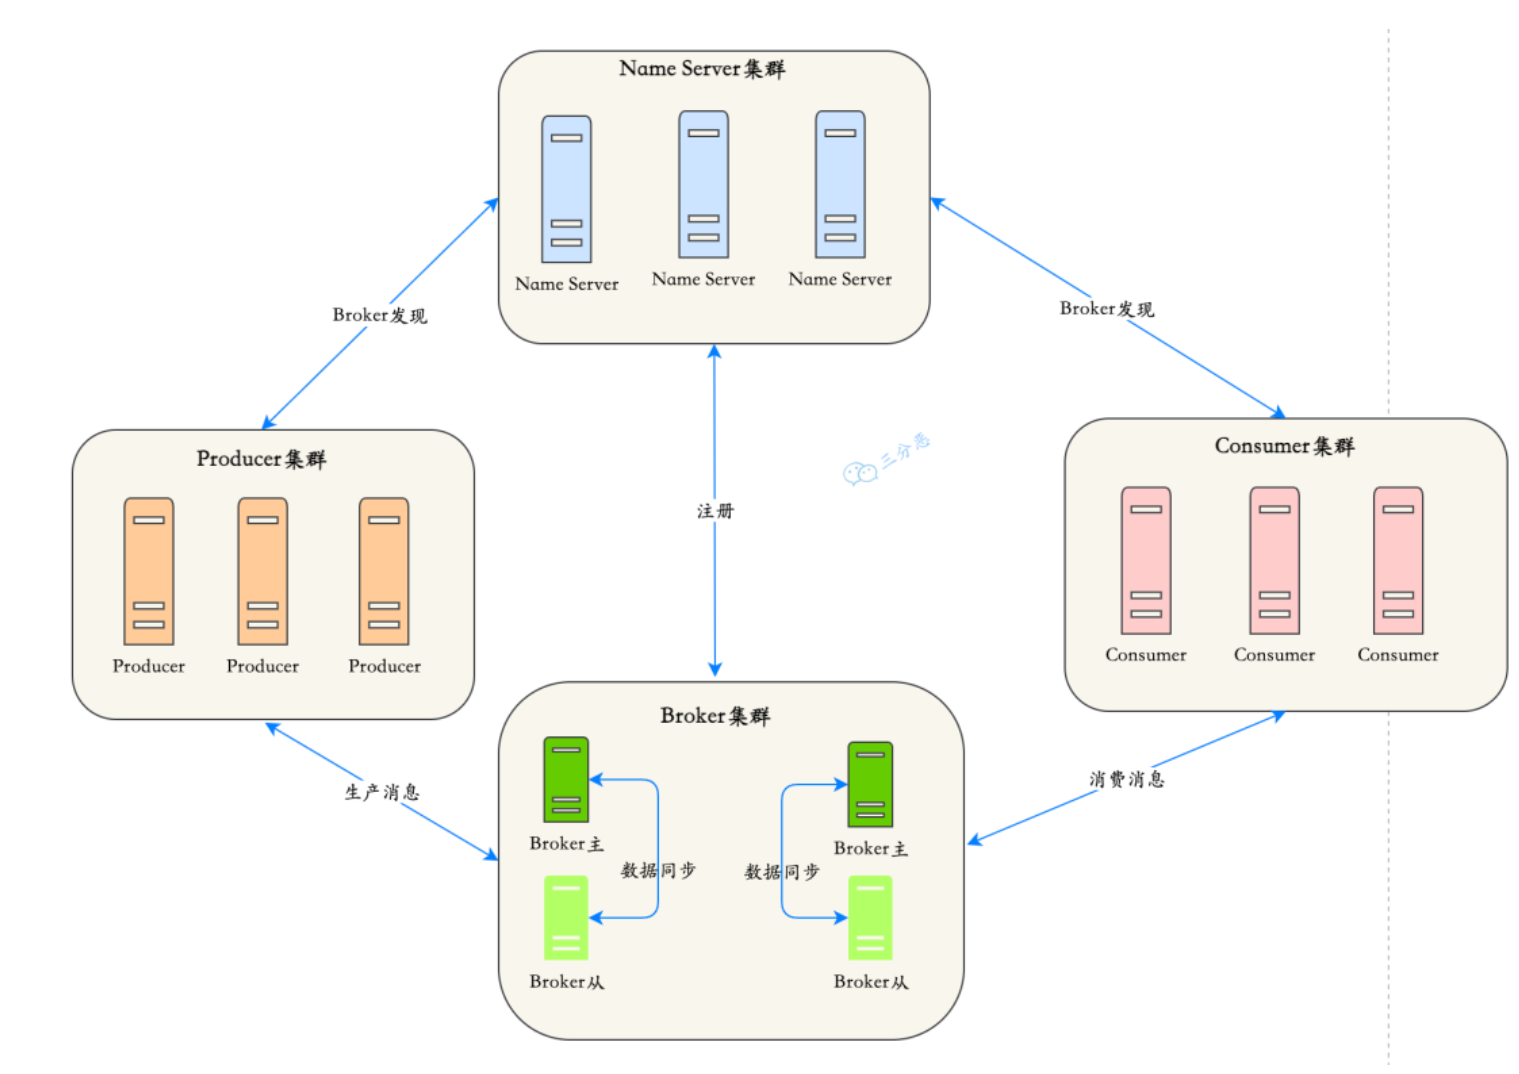 Name Server集群
Name Server
Name Server
Name Server
Broker发现
Broker发现
三分恶
Producer集群
Producer
Producer
Producer
注册
Consumer集群
Consumer
Consumer
Consumer
生产消息
消费消息
Broker集群
Broker主
Broker主
数据同步
数据同步
Broker从
Broker从